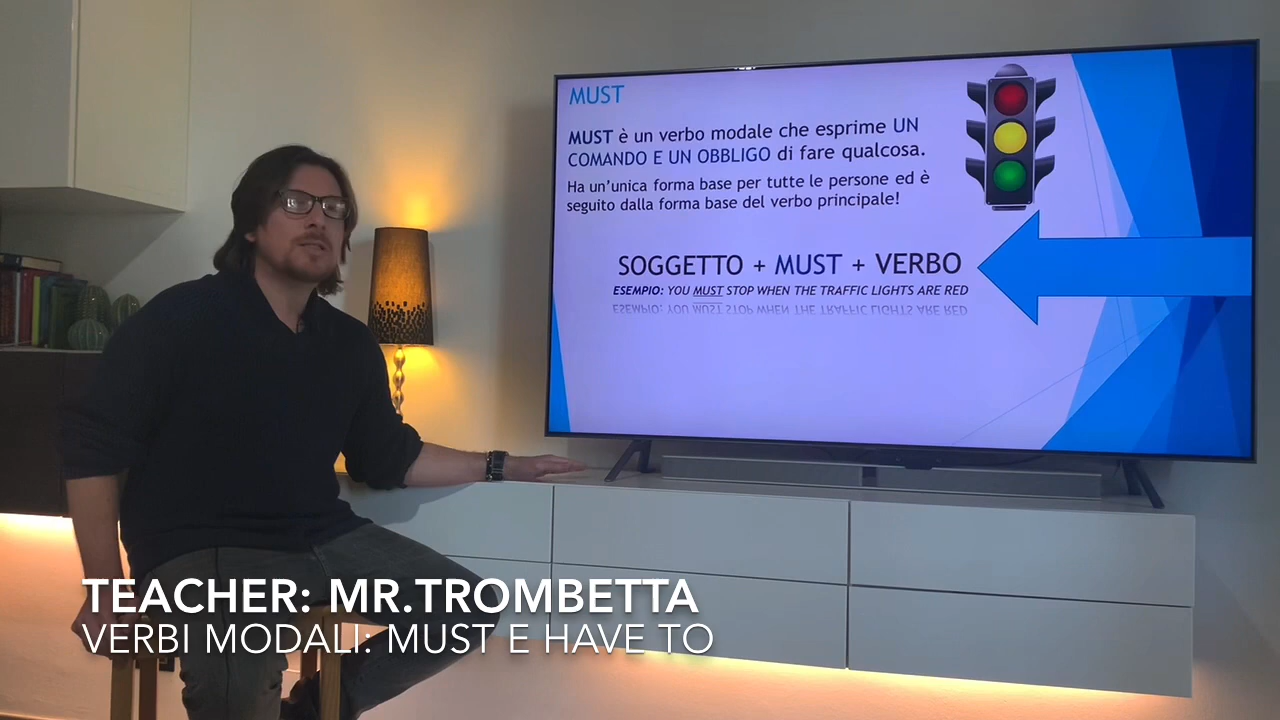 MUST
MUST è un verbo modale che esprime UN
COMANDO E UN OBBLIGO di fare qualcosa.
Ha un'unica forma base per tutte le persone ed è
seguito dalla forma base del verbo principale!
SOGGETTO + MUST + VERBO
ESEMPIO: YOU MUST STOP WHEN THE TRAFFIC LIGHTS ARE RED
TEACHER: MR.TROMBETTA
VERBI MODALI: MUST E HAVE TO